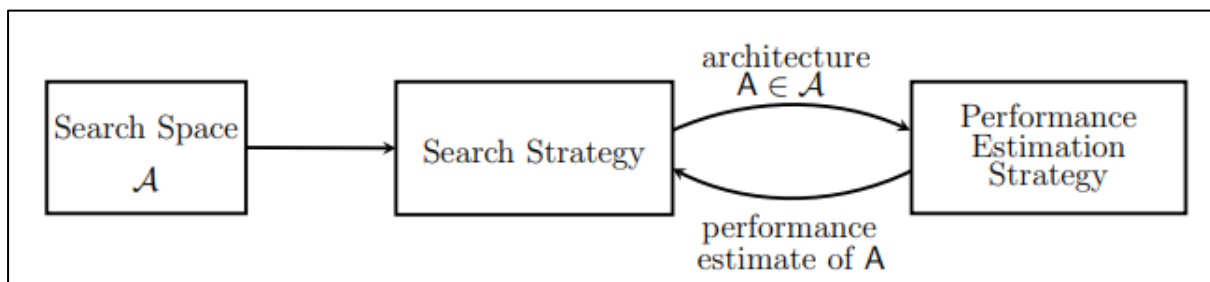 Search Space
𝒜
Search Strategy
architecture
A ∈ 𝒜
performance
estimate of A
Performance
Estimation
Strategy